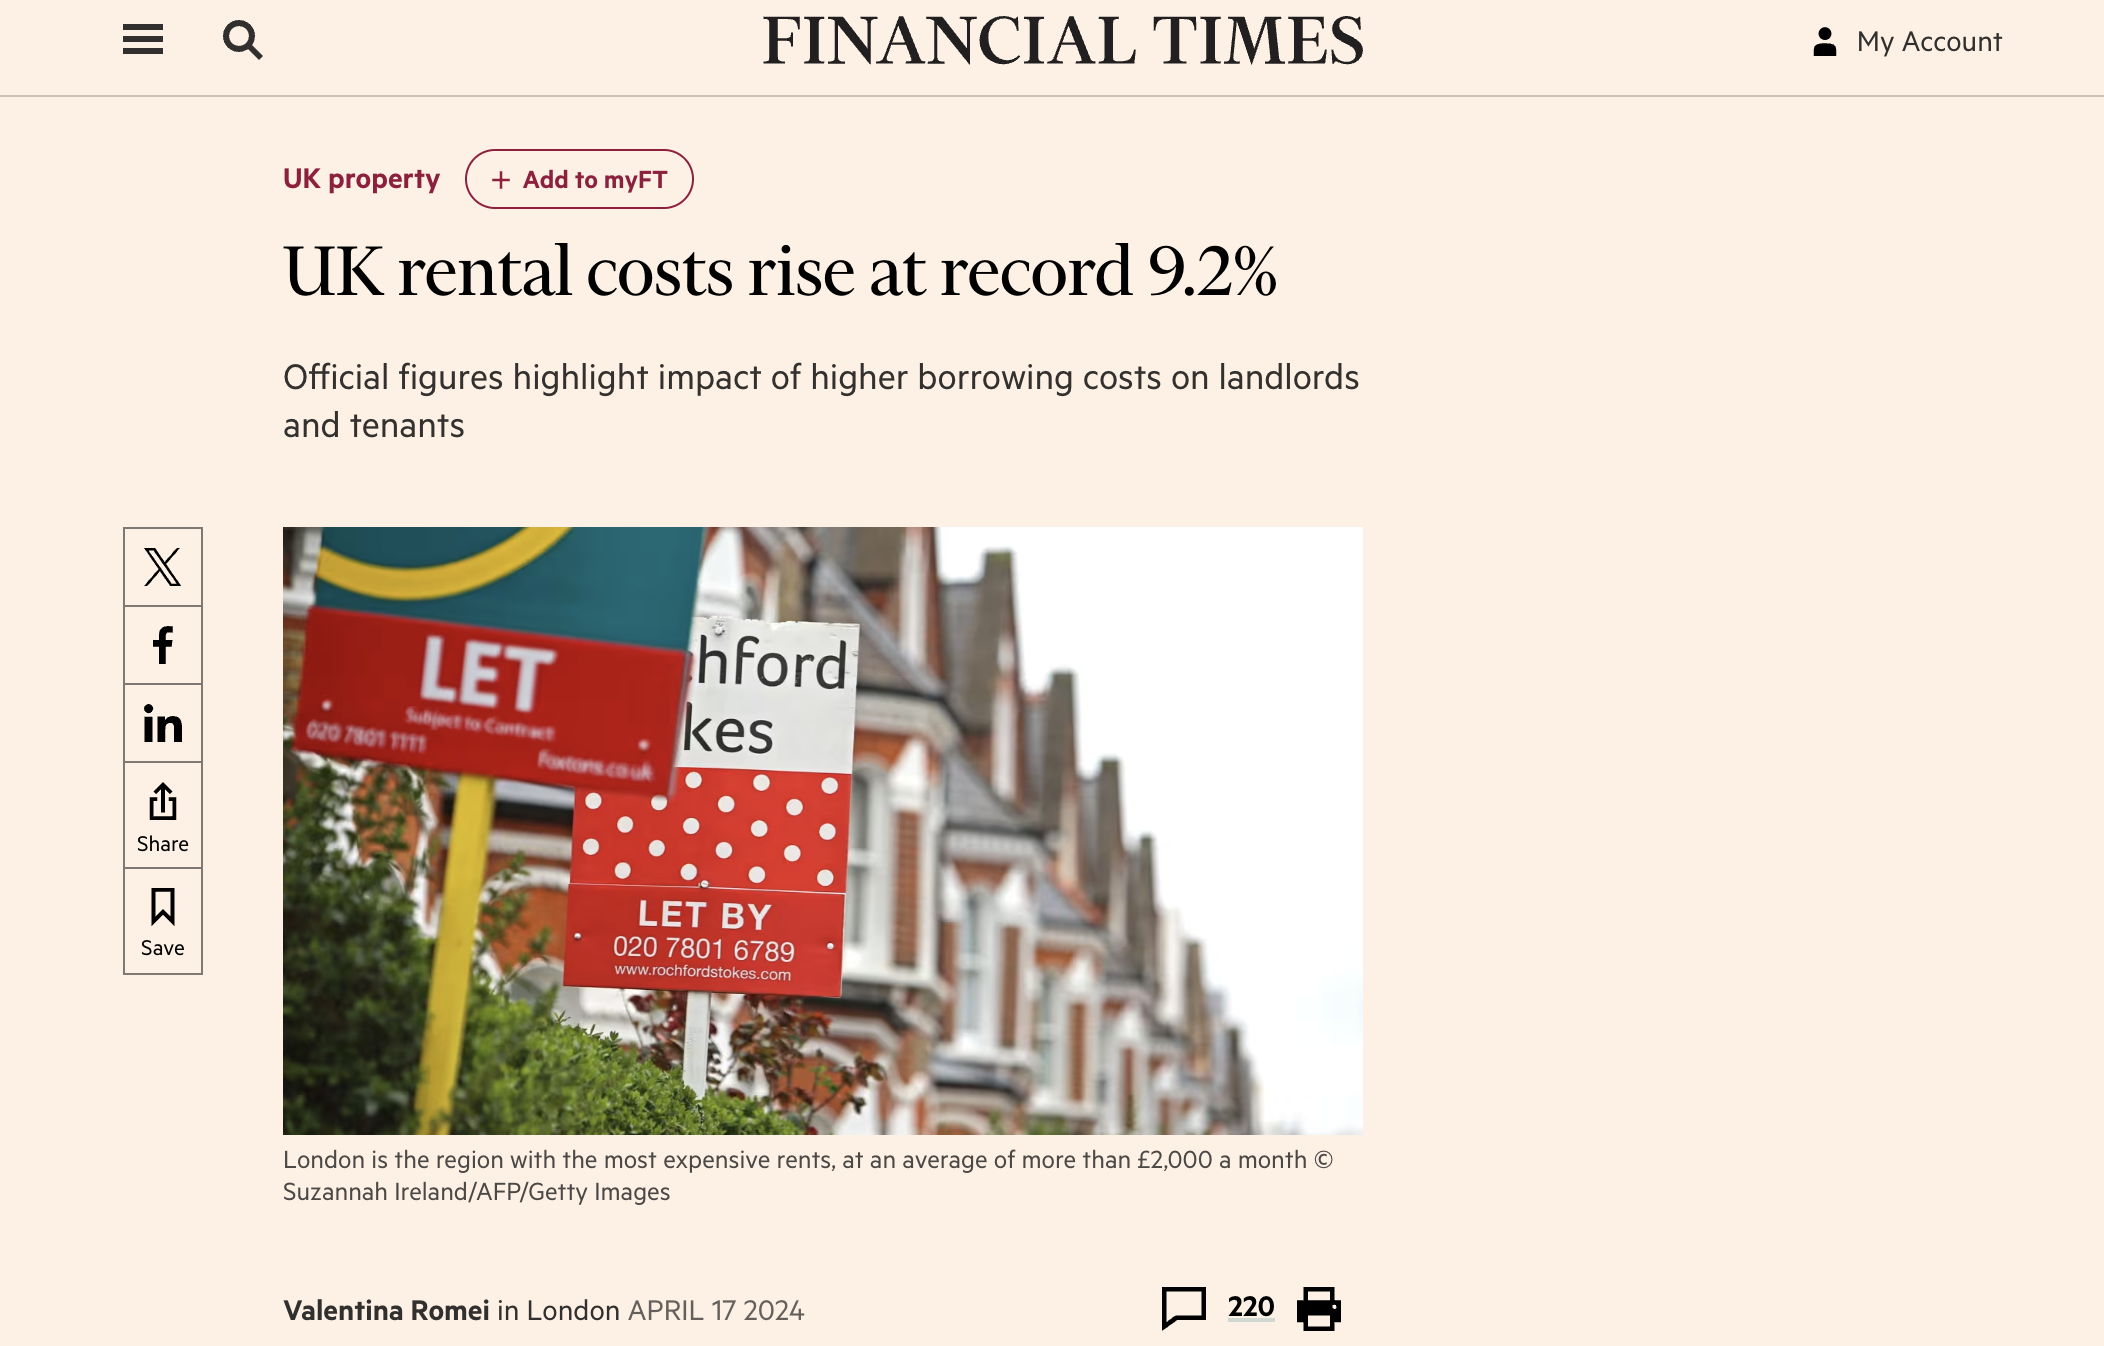 FINANCIAL TIMES
My Account
UK property
+ Add to myFT
UK rental costs rise at record 9.2%
Official figures highlight impact of higher borrowing costs on landlords
and tenants
LET
Subject to Contract
020 7801 1111
Foxtons.co.uk
chford
kes
LET BY
020 7801 6789
www.rochfordstokes.com
Share
Save
London is the region with the most expensive rents, at an average of more than £2,000 a month ©
Suzannah Ireland/AFP/Getty Images
Valentina Romei in London APRIL 17 2024
220